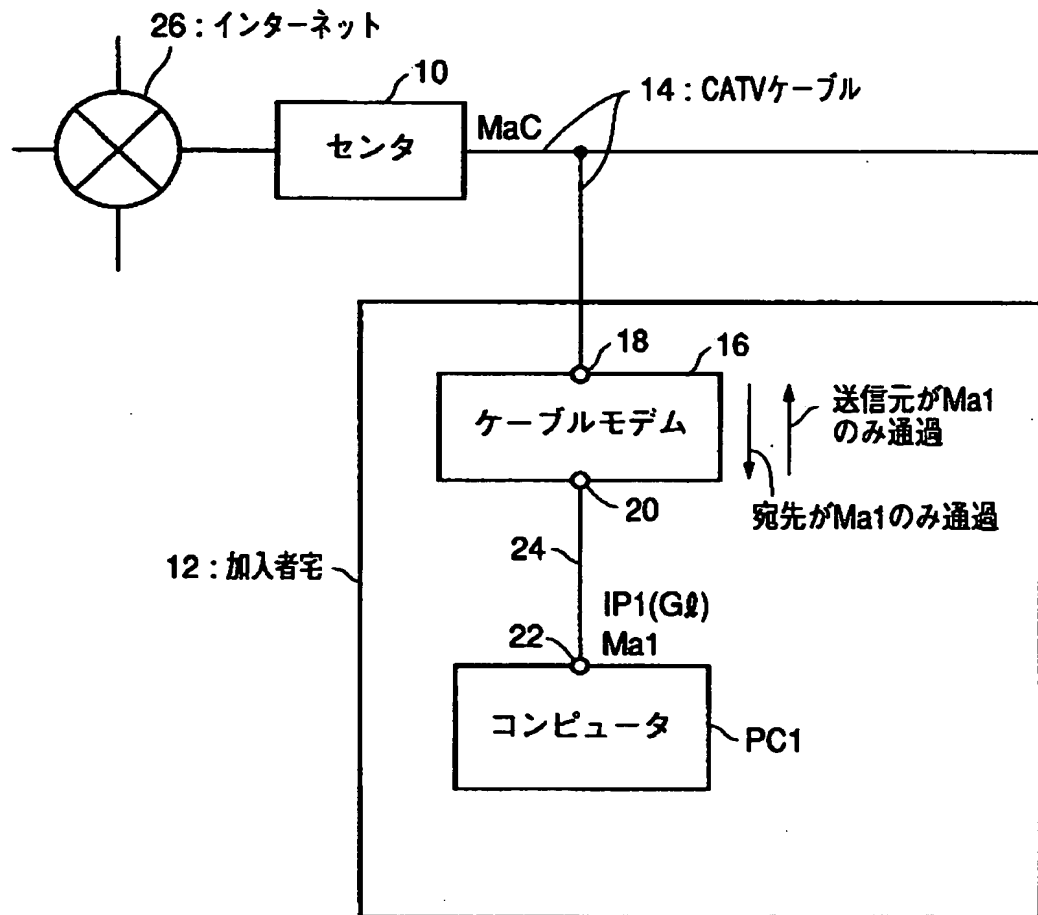 26：インターネット
10
14：CATVケーブル
センタ
MaC
18
16
ケーブルモデム
送信元がMa1
のみ通過
20
宛先がMa1のみ通過
24
12：加入者宅
IP1(Gℓ)
22
Ma1
コンピュータ
PC1